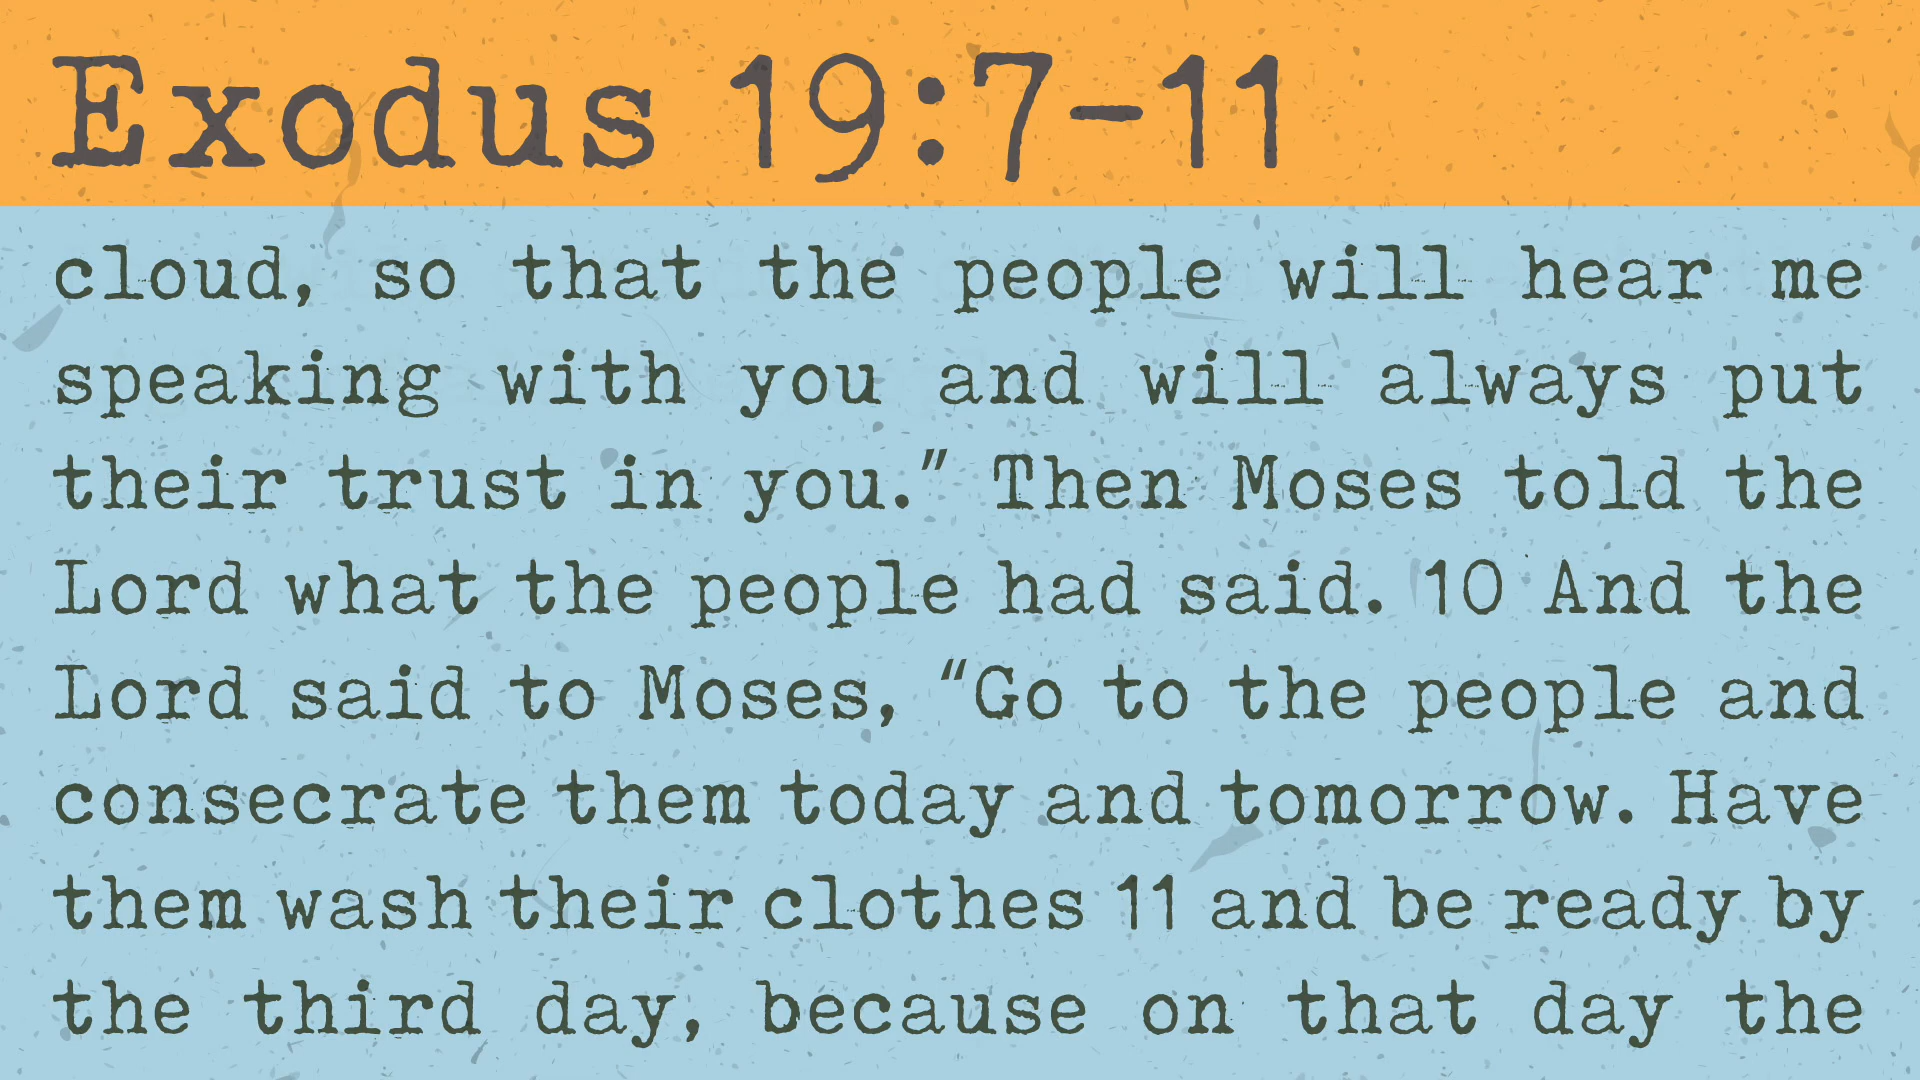 Exodus 19:7-11
cloud, so that the people will hear me
speaking with you and will always put
their trust in you.” Then Moses told the
Lord what the people had said. 10 And the
Lord said to Moses, “Go to the people and
consecrate them today and tomorrow. Have
them wash their clothes 11 and be ready by
the third day, because on that day the